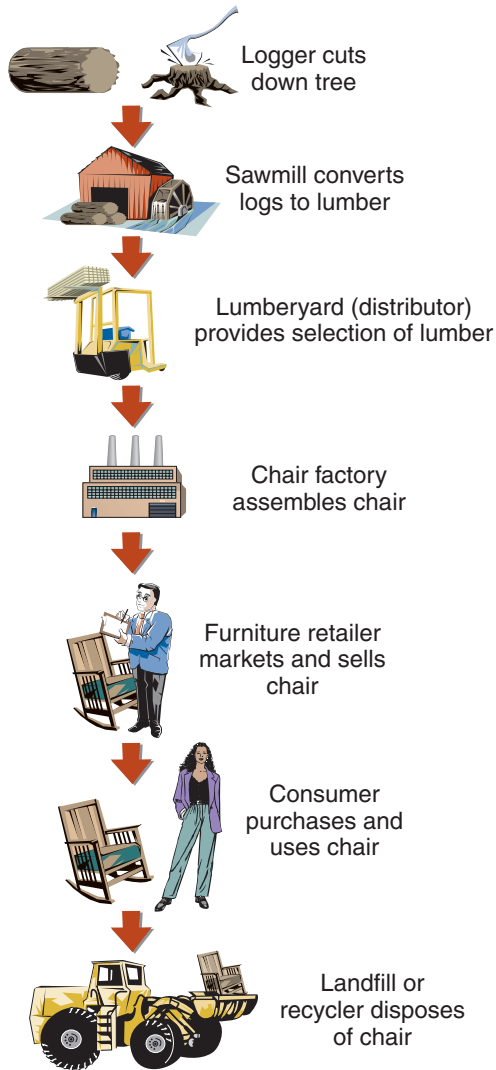 Logger cuts
down tree
Sawmill converts
logs to lumber
Lumberyard (distributor)
provides selection of lumber
Chair factory
assembles chair
Furniture retailer
markets and sells
chair
Consumer
purchases and
uses chair
Landfill or
recycler disposes
of chair